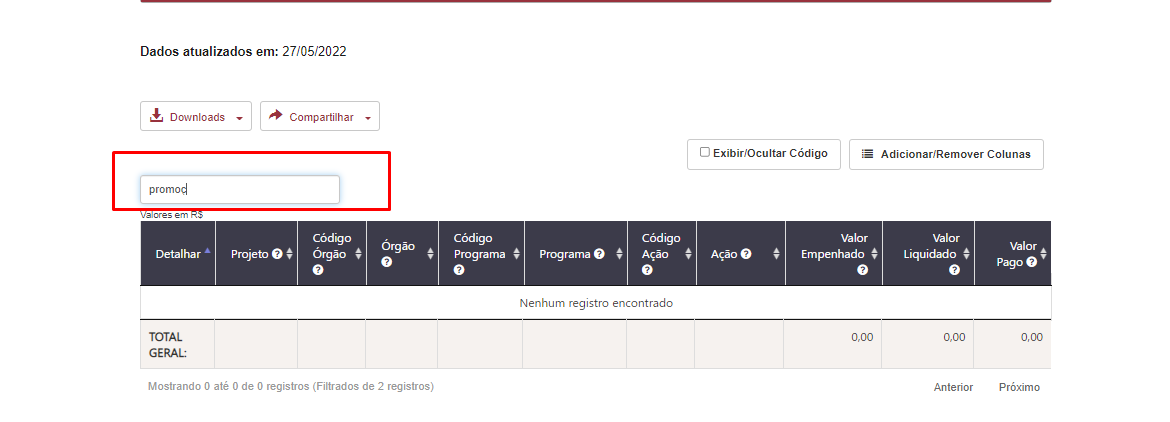 Dados atualizados em: 27/05/2022
Downloads
Compartilhar
Exibir/Ocultar Código
Adicionar/Remover Colunas
promoç
Valores em R$
Detalhar
Projeto ?
Código
Órgão
?
Órgão
?
Código
Programa
?
Programa ?
Código
Ação
?
Ação ?
Valor
Empenhado
?
Valor
Liquidado
?
Valor
Pago ?
Nenhum registro encontrado
TOTAL
GERAL:
0,00
0,00
0,00
Mostrando 0 até 0 de 0 registros (Filtrados de 2 registros)
Anterior
Próximo